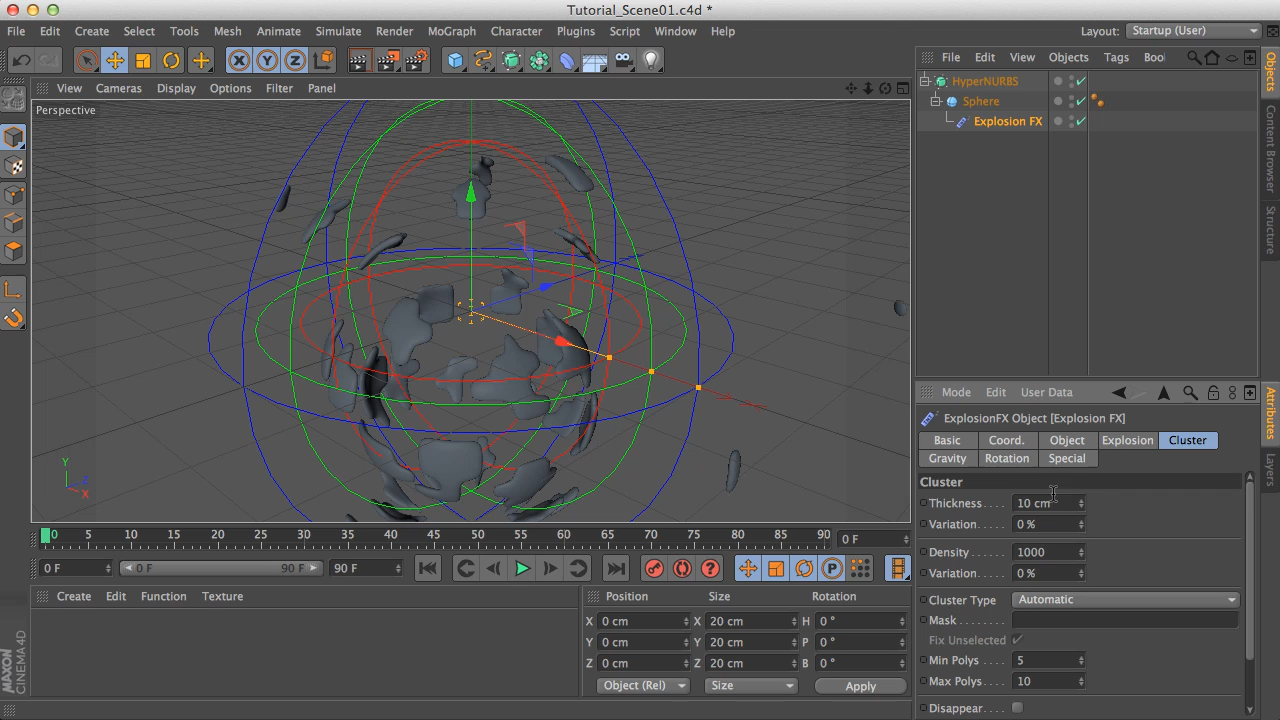 Tutorial_Scene01.c4d *
File Edit Create Select Tools Mesh Animate Simulate Render MoGraph Character Plugins Script Window Help
Layout: Startup (User)
View Cameras Display Options Filter Panel
Perspective
Y
Z
X
0 5 10 15 20 25 30 35 40 45 50 55 60 65 70 75 80 85 90 0 F
0 F 0 F 90 F 90 F
Create Edit Function Texture
Position Size Rotation
X 0 cm X 20 cm H 0 °
Y 0 cm Y 20 cm P 0 °
Z 0 cm Z 20 cm B 0 °
Object (Rel) Size Apply
MAXON
CINEMA 4D
File Edit View Objects Tags Bool
HyperNURBS
Sphere
Explosion FX
Objects
Content Browser
Structure
Mode Edit User Data
ExplosionFX Object [Explosion FX]
Basic Coord. Object Explosion Cluster
Gravity Rotation Special
Cluster
Thickness. . . . 10 cm
Variation. . . . . 0 %
Density . . . . . . 1000
Variation. . . . . 0 %
Cluster Type Automatic
Mask. . . . . . . . .
Fix Unselected
Min Polys . . . . 5
Max Polys . . . . 10
Disappear. . . .
Attributes
Layers